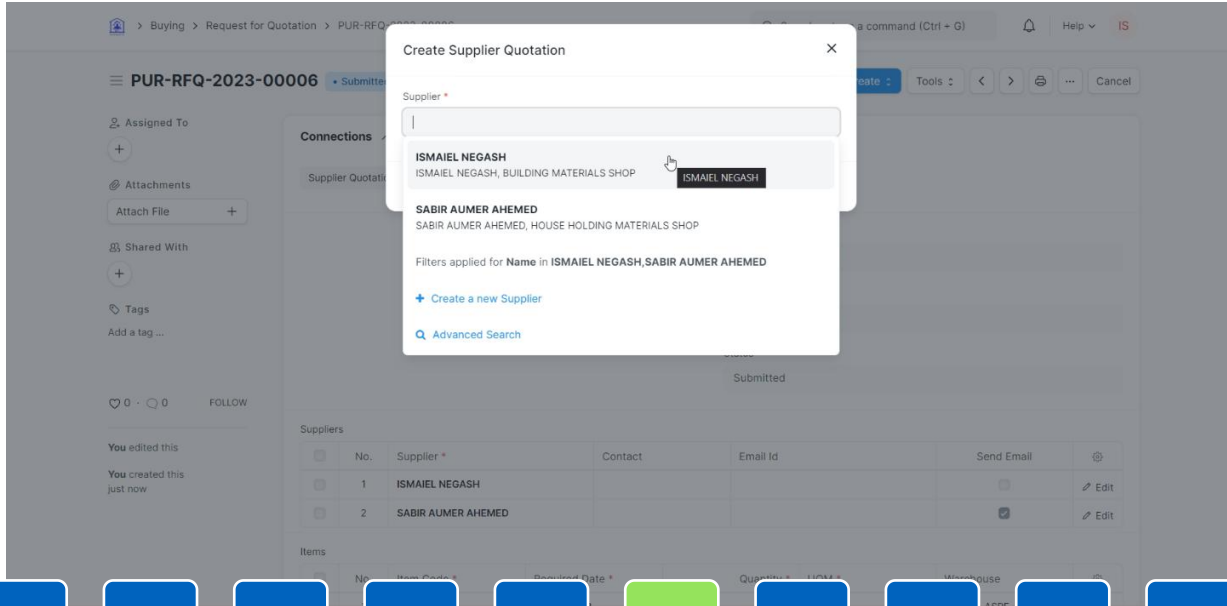 > Buying > Request for Quotation > PUR-RFQ-2023-00006
a command (Ctrl + G)
Help
IS
Create Supplier Quotation
PUR-RFQ-2023-00006
Submitted
Create
Tools
Cancel
Supplier *
Assigned To
Connections
ISMAIEL NEGASH
ISMAIEL NEGASH, BUILDING MATERIALS SHOP
ISMAIEL NEGASH
Supplier Quotation
Attachments
Attach File
SABIR AUMER AHEMED
SABIR AUMER AHEMED, HOUSE HOLDING MATERIALS SHOP
Shared With
Filters applied for Name in ISMAIEL NEGASH,SABIR AUMER AHEMED
+ Create a new Supplier
Tags
Add a tag ...
Advanced Search
Status
Submitted
0 · 0 FOLLOW
Suppliers
You edited this
No. Supplier * Contact Email Id Send Email
You created this
just now
1 ISMAIEL NEGASH Edit
2 SABIR AUMER AHEMED Edit
Items
No. Item Code * Required Date * Quantity * UOM * Warehouse